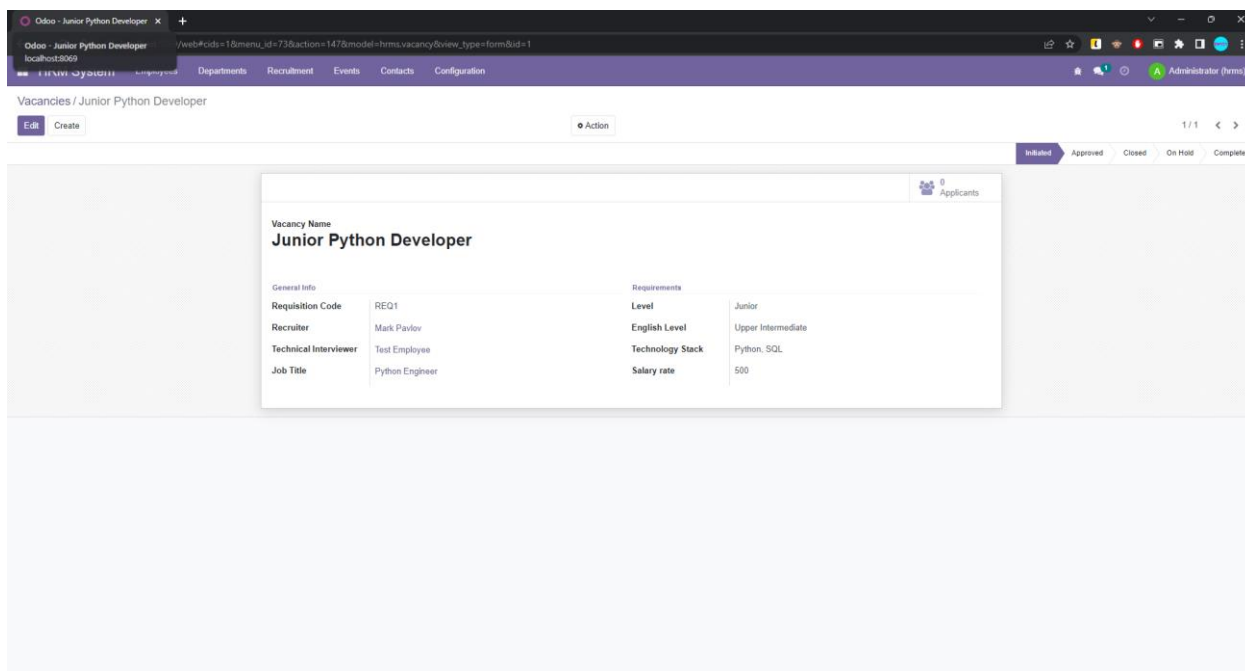 Odoo - Junior Python Developer × +
Odoo - Junior Python Developer
localhost:8069
/web#cids=1&menu_id=73&action=147&model=hrms.vacancy&view_type=form&id=1
HRM System Employees Departments Recruitment Events Contacts Configuration 1 A Administrator (hrms)
Vacancies / Junior Python Developer
Edit Create Action 1 / 1
Initiated Approved Closed On Hold Complete
0
Applicants
Vacancy Name
Junior Python Developer
General Info Requirements
Requisition Code REQ1 Level Junior
Recruiter Mark Pavlov English Level Upper Intermediate
Technical Interviewer Test Employee Technology Stack Python, SQL
Job Title Python Engineer Salary rate 500